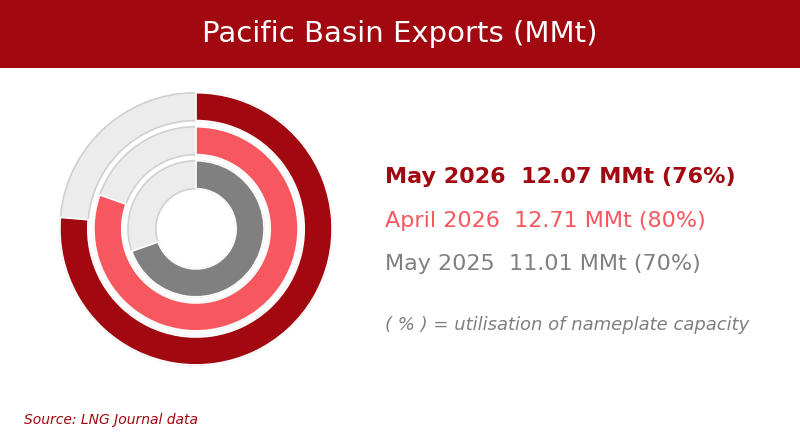 Pacific Basin Exports (MMt)
May 2026  12.07 MMt (76%)
April 2026  12.71 MMt (80%)
May 2025  11.01 MMt (70%)
( % ) = utilisation of nameplate capacity
Source: LNG Journal data